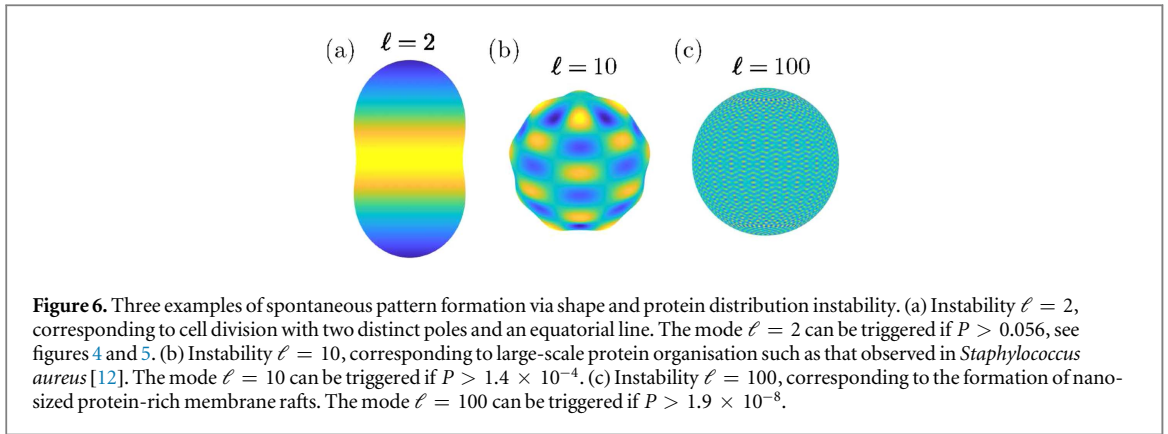 (a) ℓ = 2
(b) ℓ = 10
(c) ℓ = 100
Figure 6. Three examples of spontaneous pattern formation via shape and protein distribution instability. (a) Instability ℓ = 2,
corresponding to cell division with two distinct poles and an equatorial line. The mode ℓ = 2 can be triggered if P > 0.056, see
figures 4 and 5. (b) Instability ℓ = 10, corresponding to large-scale protein organisation such as that observed in Staphylococcus
aureus [12]. The mode ℓ = 10 can be triggered if P > 1.4 × 10⁻⁴. (c) Instability ℓ = 100, corresponding to the formation of nano-
sized protein-rich membrane rafts. The mode ℓ = 100 can be triggered if P > 1.9 × 10⁻⁸.